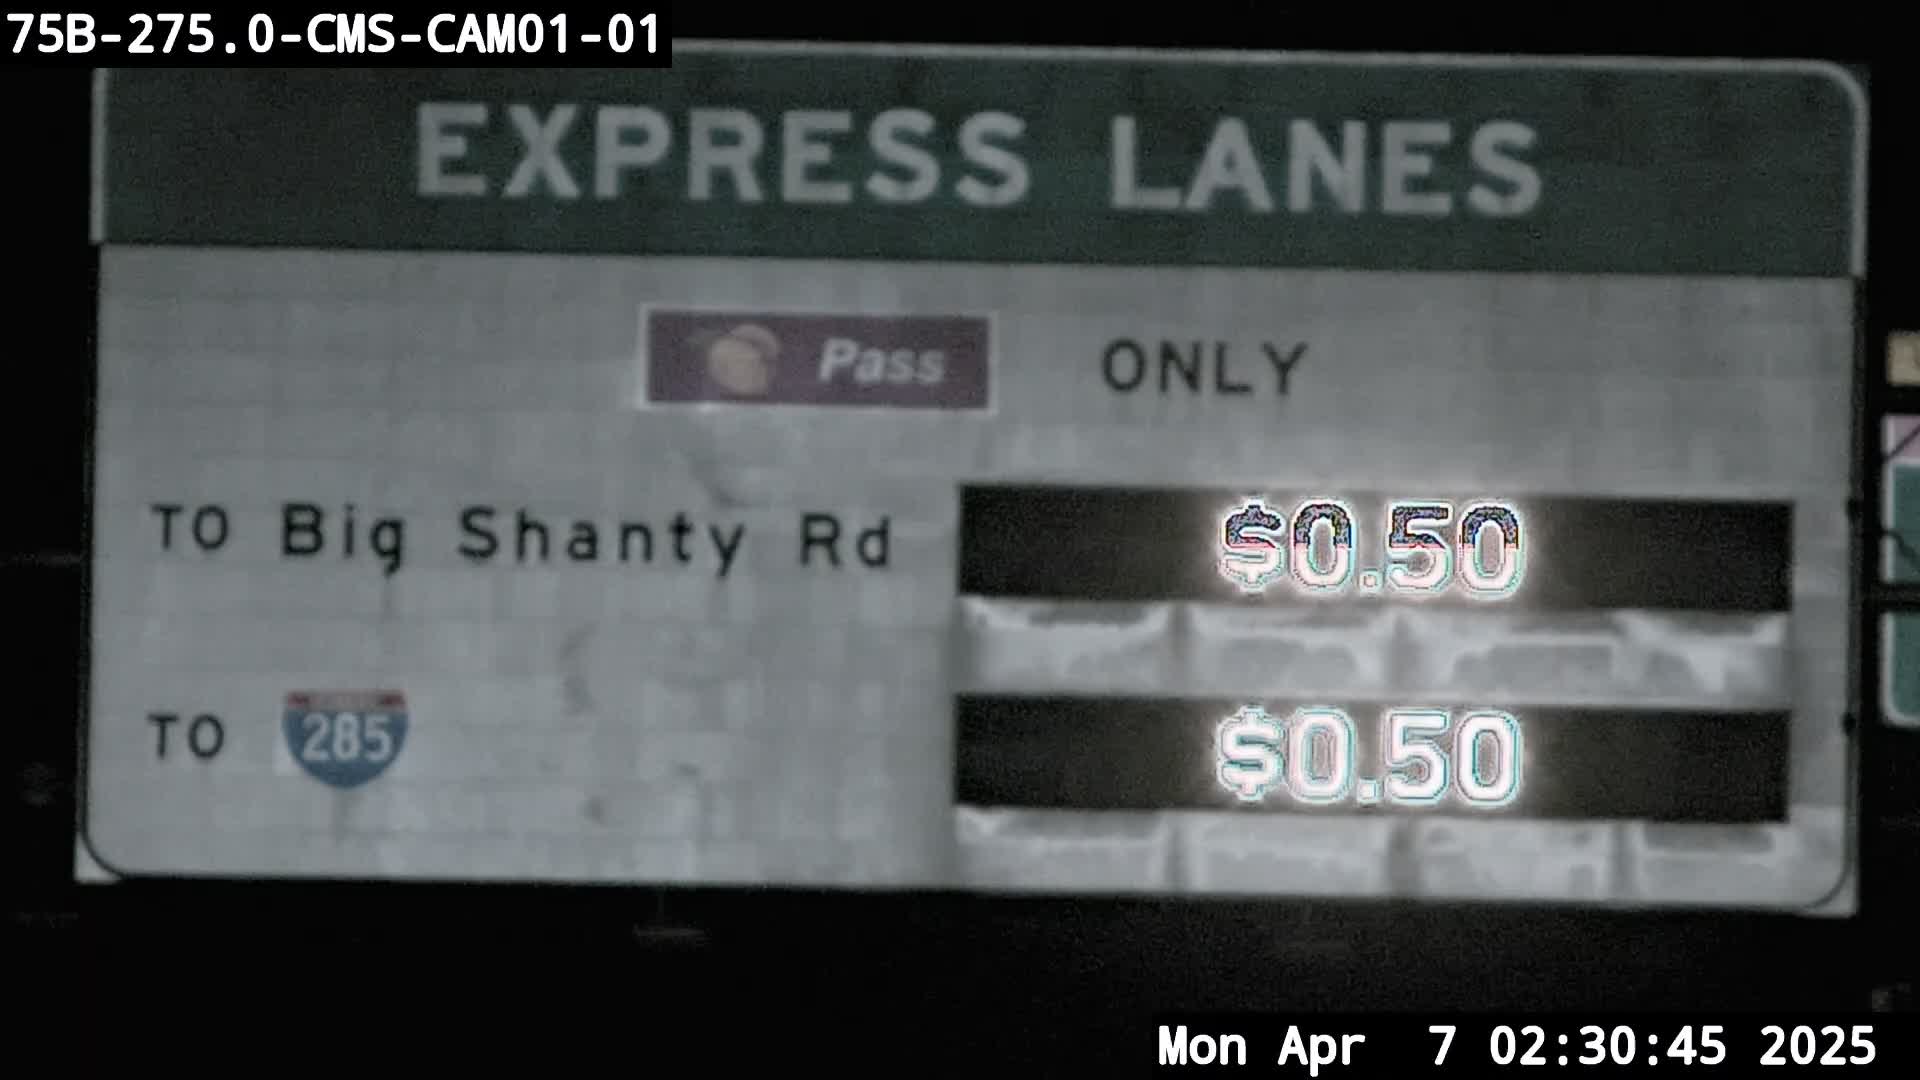 75B-275.0-CMS-CAM01-01
EXPRESS LANES
Pass ONLY
TO Big Shanty Rd $0.50
TO 285 $0.50
Mon Apr 7 02:30:45 2025